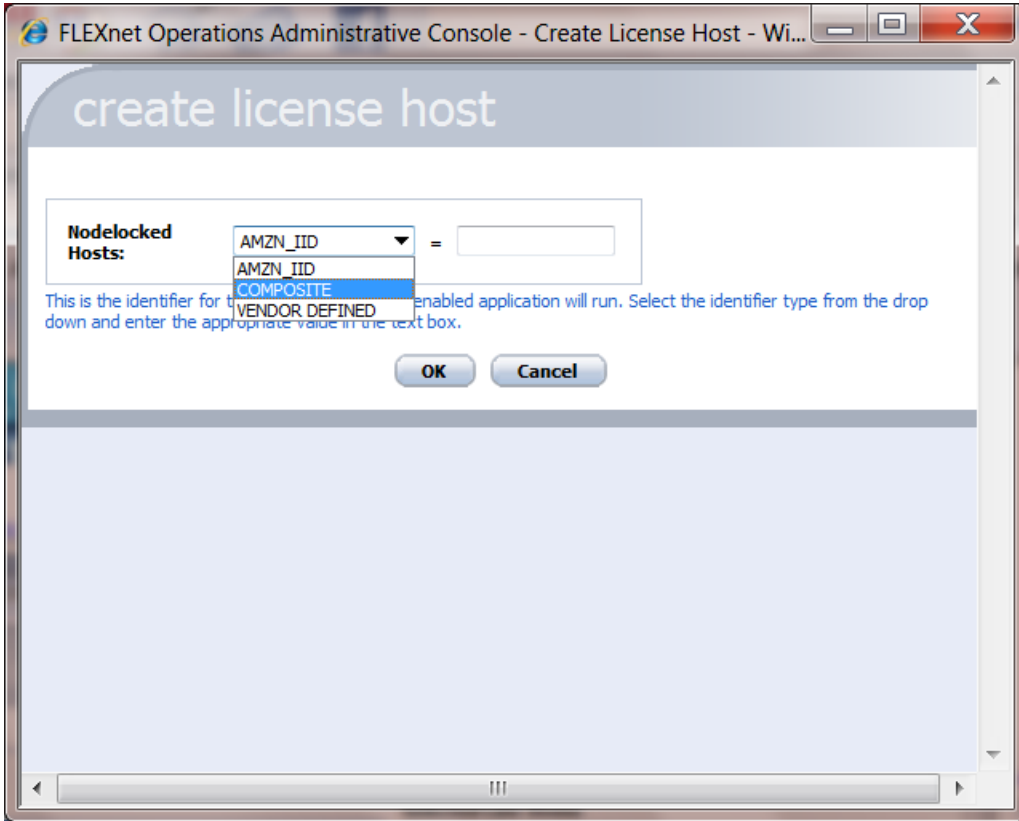 FLEXnet Operations Administrative Console - Create License Host - Wi...
create license host
Nodelocked
Hosts:
AMZN_IID
=
AMZN_IID
COMPOSITE
VENDOR DEFINED
This is the identifier for t enabled application will run. Select the identifier type from the drop
down and enter the appropriate value in the text box.
OK
Cancel